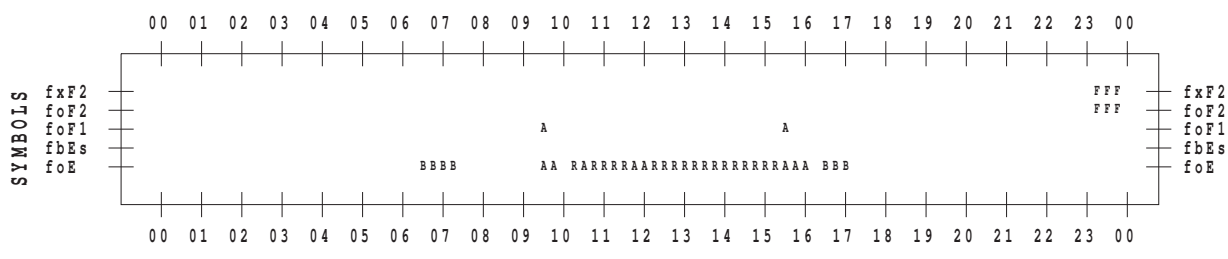 00 01 02 03 04 05 06 07 08 09 10 11 12 13 14 15 16 17 18 19 20 21 22 23 00
SYMBOLS
fxF2 FFF fxF2
foF2 FFF foF2
foF1 A A foF1
fbEs fbEs
foE BBBB AA RARRRRAARRRRRRRRRRRRRAAA BBB foE
00 01 02 03 04 05 06 07 08 09 10 11 12 13 14 15 16 17 18 19 20 21 22 23 00